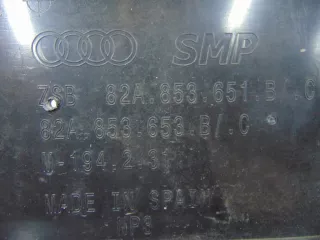 SMP
ZSB 82A.853.651.B/.C
82A.853.653.B/.C
MADE IN SPAIN